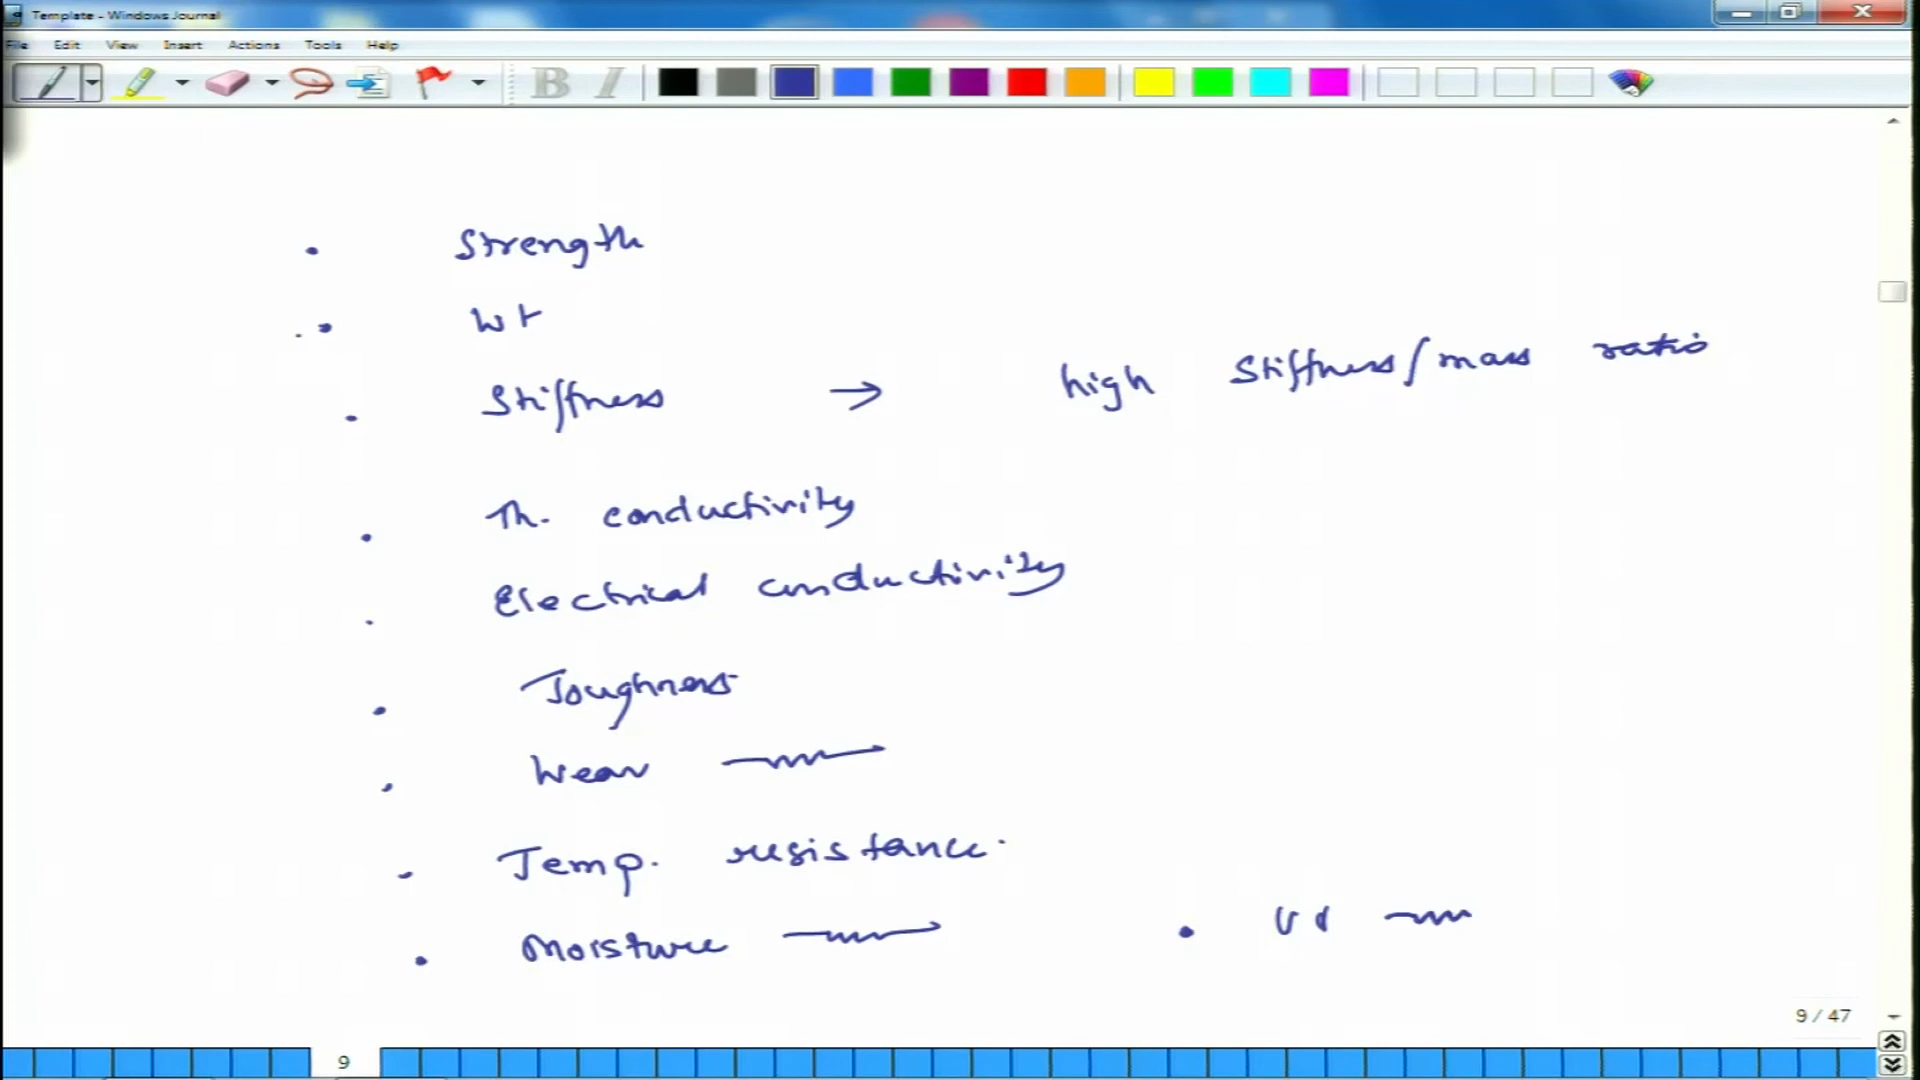 Template - Windows Journal
File Edit View Insert Actions Tools Help
B I
• Strength
• Wt
• Stiffness → high Stiffness/mass ratio
• Th. conductivity
• Electrical conductivity
• Toughness
• Wear
• Temp. resistance.
• Moisture • UV
9 / 47
9